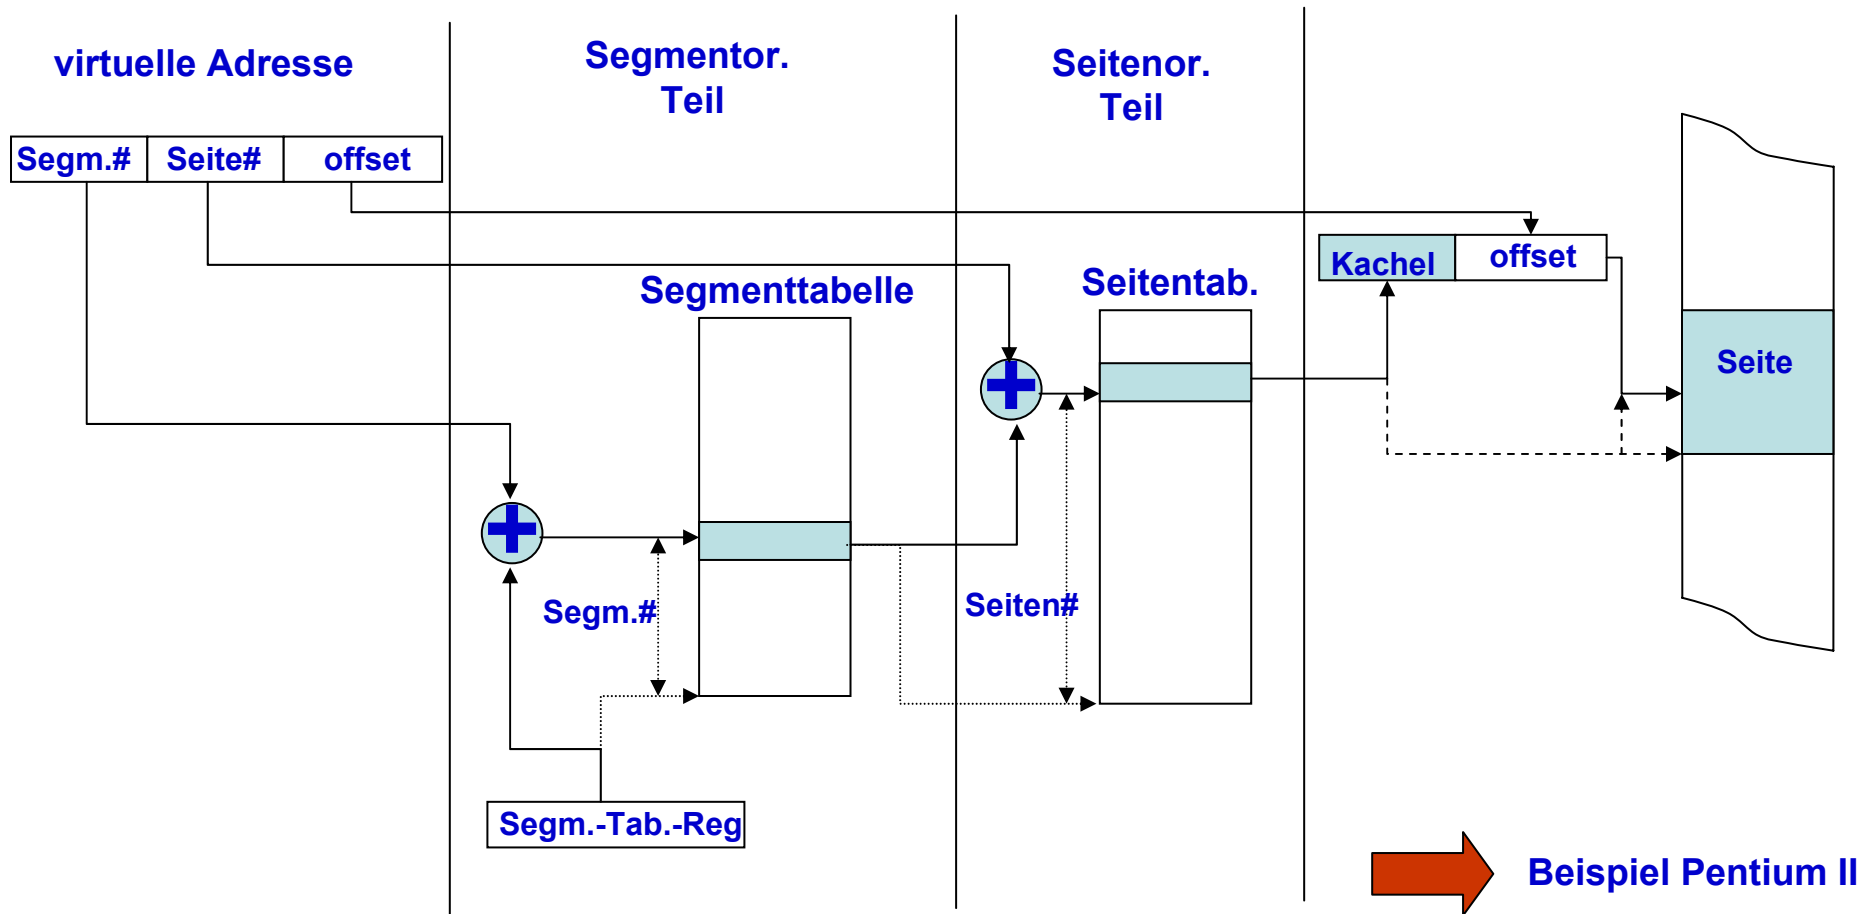 virtuelle Adresse
Segmentor.
Teil
Seitenor.
Teil
Segm.#
Seite#
offset
Kachel
offset
Segmenttabelle
Seitentab.
Seite
Segm.#
Seiten#
Segm.-Tab.-Reg
Beispiel Pentium II